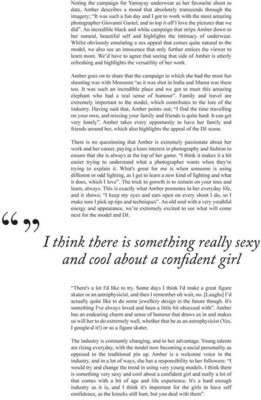 Noting the campaign for Yamayay underwear as her favourite shoot to
date, Amber describes a mood that absolutely transcends through the
imagery; "It was such a fun day and I got to work with the most amazing
photographer Giovanni Gastel, and to top it off I love the pictures that we
did". An incredible black and white campaign that strips Amber down to
her natural, beautiful self and highlights the intimacy of underwear.
Whilst obviously emulating a sex appeal that comes quite natural to the
model, we also see an innocence that only further entices the viewer to
learn more. We'd have to agree that seeing that side of Amber is utterly
refreshing and highlights the versatility of her work.
Amber goes on to share that the campaign in which she had the most fun
shooting was with Monsoon "as it was shot in India and Mama was there
too. It was such an incredible place and we got to meet this amazing
elephant who had a real sense of humour". Family and travel are
extremely important to the model, which contributes to the lure of the
industry. Having said that, Amber points out; "I find the time travelling
on your own, and missing your family and friends is quite hard. It can get
very lonely". Amber takes every opportunity to have her family and
friends around her, which also highlights the appeal of the DJ scene.
There is no questioning that Amber is extremely passionate about her
work and her career, paying a keen interest in photography and fashion to
ensure that she is always at the top of her game. "I think it makes it a bit
easier trying to understand what a photographer wants when they're
trying to explain it. What's great for me is when someone is using
different or odd lighting, as I get to learn a new kind of lighting and what
it does, which I love". The trick to growth is to remain on your toes and
learn, always. This is exactly what Amber promotes in her everyday life,
and it shows; "I keep my eyes and ears open on every shoot I do, so I
make sure I pick up tips and techniques". An old soul with a very youthful
energy and appearance, we're extremely excited to see what will come
next for the model and DJ.
“ ”
I think there is something really sexy
and cool about a confident girl
"There's a lot I'd like to try. Some days I think I'd make a great figure
skater or an astrophysicist, and then I remember oh wait, no. [Laughs] I'd
actually quite like to do some jewellery design in the future though. It's
something I've always loved and been a little bit obsessed with". Amber
has an endearing charm and sense of humour that draws us in and makes
us will her to do extremely well, whether that be as an astrophysicist (Yes,
I google-d it!) or as a figure skater.
The industry is constantly changing, and to her advantage. Young talents
are rising everyday, with the model now becoming a social personality as
opposed to the traditional pin up. Amber is a welcome voice in the
industry, and in a lot of ways, she has a responsibility to her followers: "I
would try and change the trend in using very young models. I think there
is something very sexy and cool about a confident girl and really a lot of
that comes with a bit of age and life experience. It's a hard enough
industry as it is, and I think it's important for the girls to have self
confidence, as the knocks still hurt, but you deal with them".